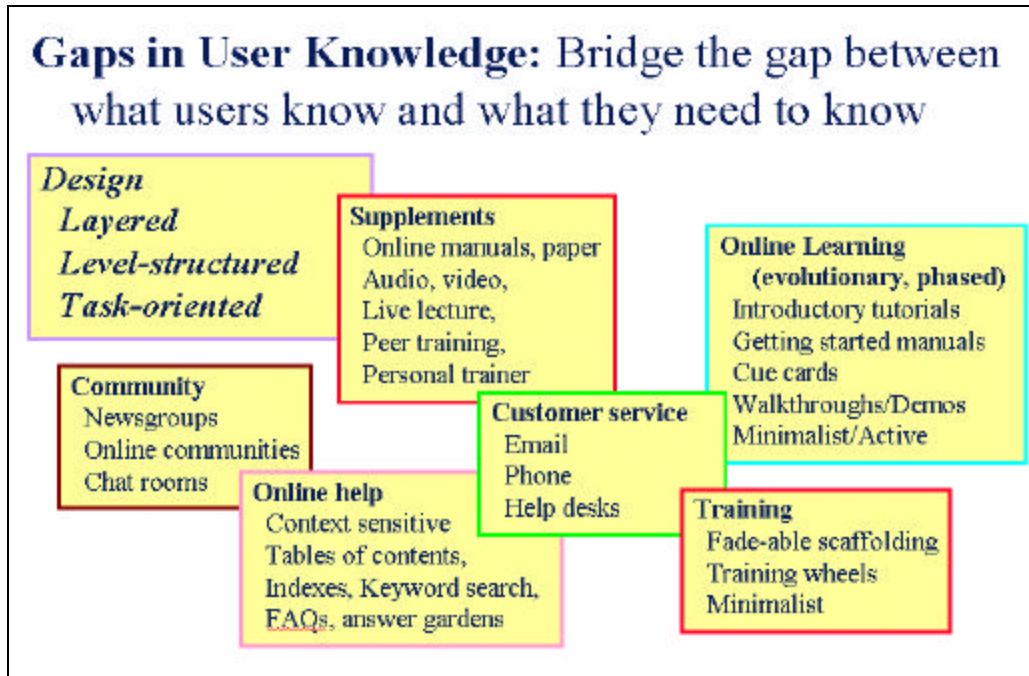 Gaps in User Knowledge: Bridge the gap between
what users know and what they need to know
Design
Layered
Level-structured
Task-oriented
Supplements
Online manuals, paper
Audio, video,
Live lecture,
Peer training,
Personal trainer
Online Learning
(evolutionary, phased)
Introductory tutorials
Getting started manuals
Cue cards
Walkthroughs/Demos
Minimalist/Active
Community
Newsgroups
Online communities
Chat rooms
Customer service
Email
Phone
Help desks
Online help
Context sensitive
Tables of contents,
Indexes, Keyword search,
FAQs, answer gardens
Training
Fade-able scaffolding
Training wheels
Minimalist